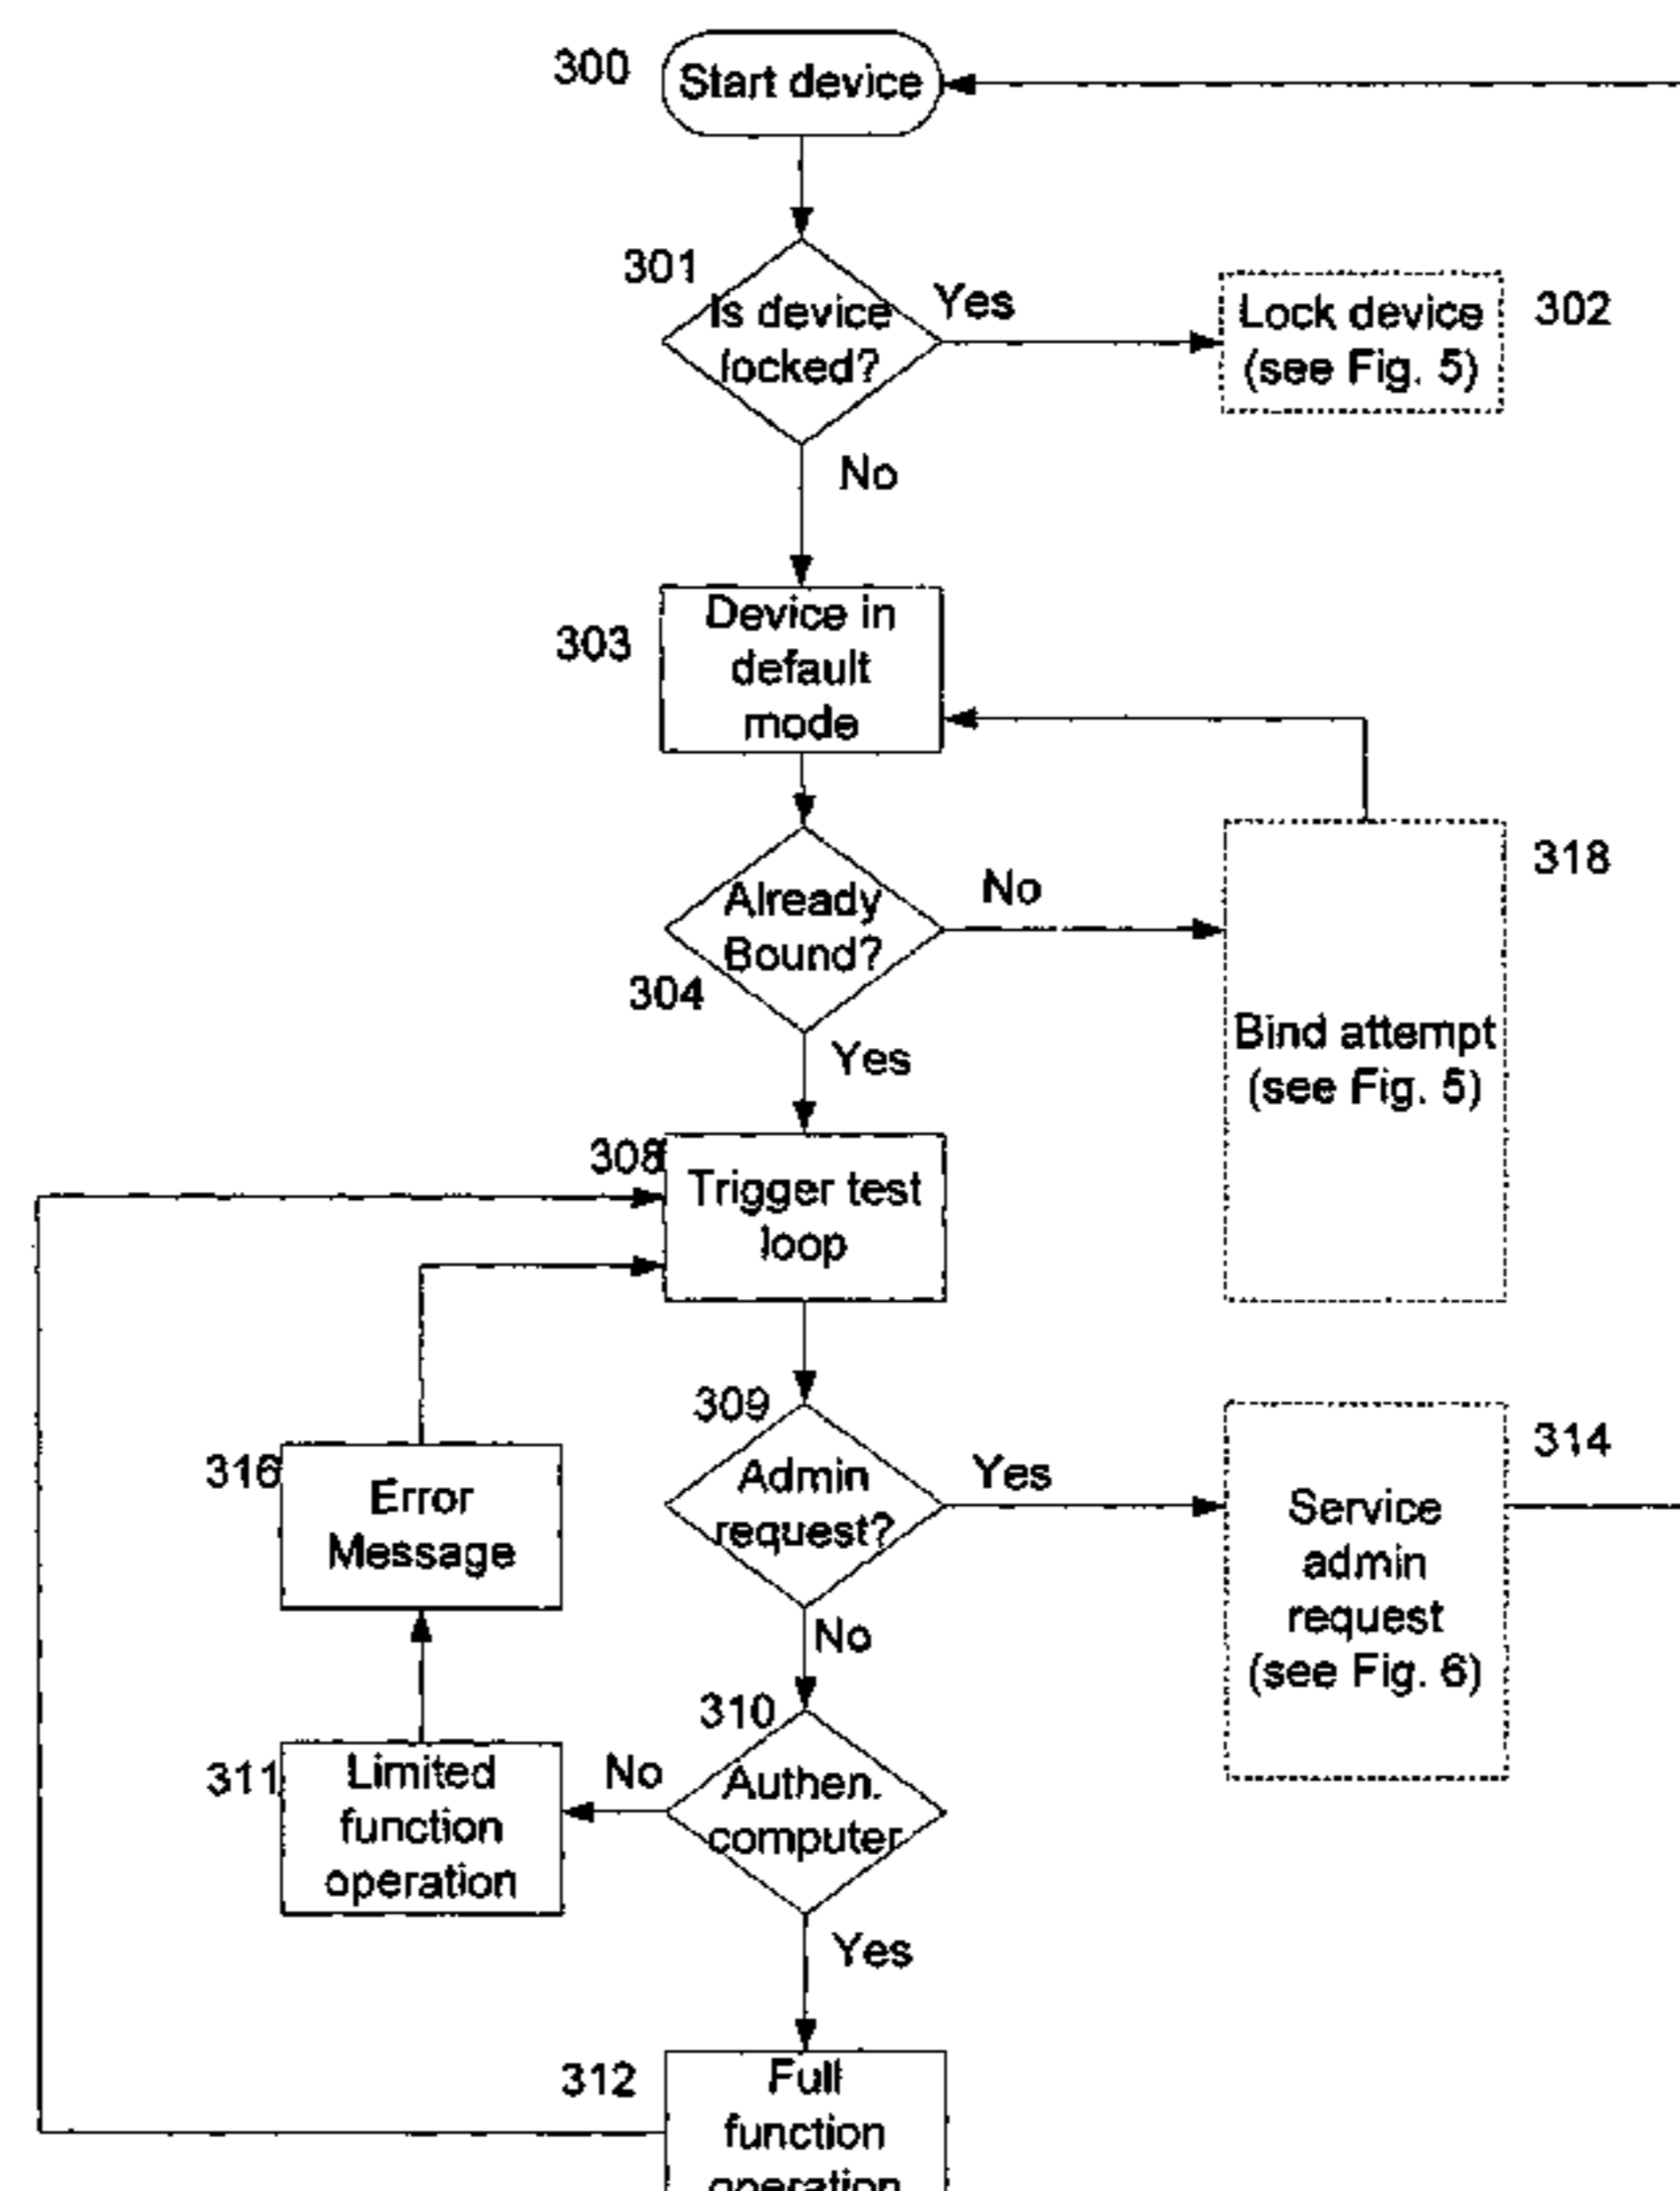 300
Start device
301
Is device
locked?
Yes
Lock device
(see Fig. 5)
302
No
303
Device in
default
mode
Already
Bound?
304
No
318
Bind attempt
(see Fig. 5)
Yes
308
Trigger test
loop
309
Admin
request?
Yes
314
Service
admin
request
(see Fig. 6)
316
Error
Message
No
310
Authen.
computer
No
311
Limited
function
operation
Yes
312
Full
function
operation